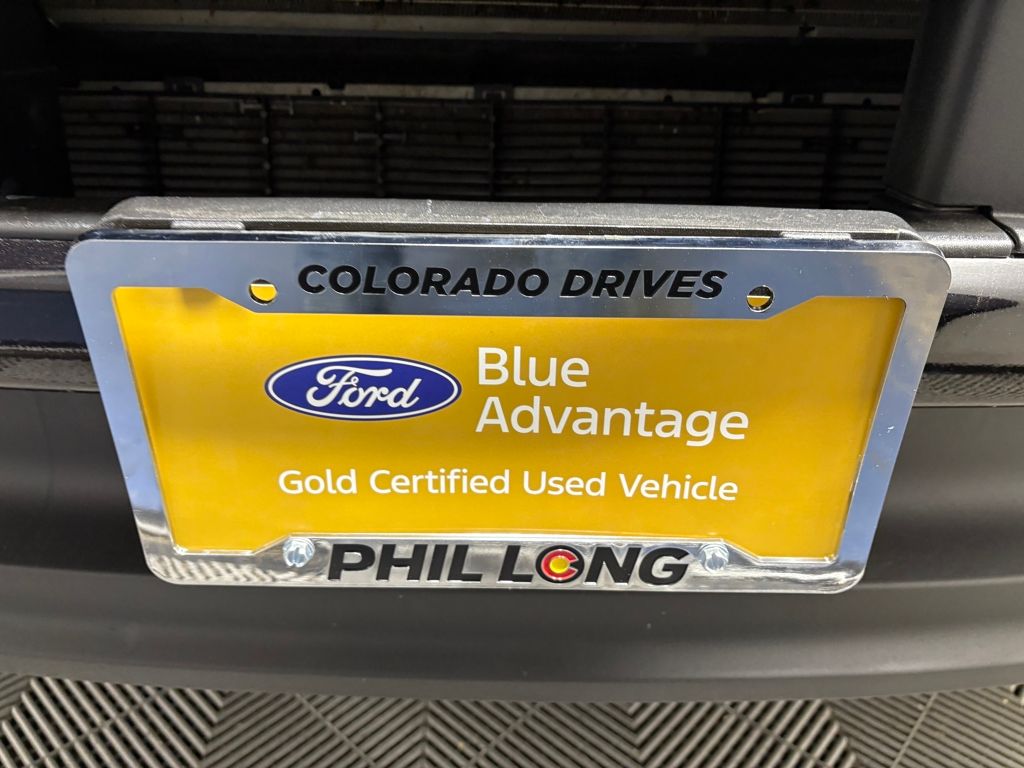 COLORADO DRIVES
Ford
Blue
Advantage
Gold Certified Used Vehicle
PHIL LONG